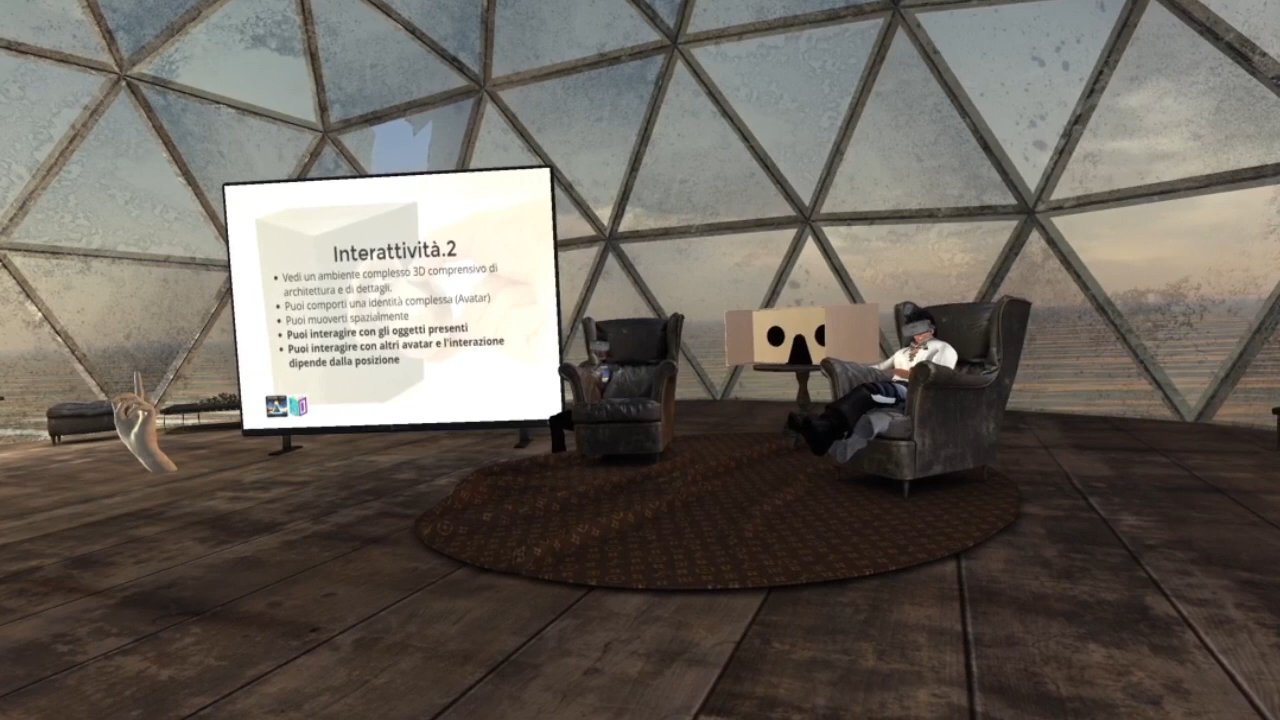 Interattività.2
• Vedi un ambiente complesso 3D comprensivo di
architettura e di dettagli.
• Puoi comporti una identità complessa (Avatar)
• Puoi muoverti spazialmente
• Puoi interagire con gli oggetti presenti
• Puoi interagire con altri avatar e l'interazione
dipende dalla posizione